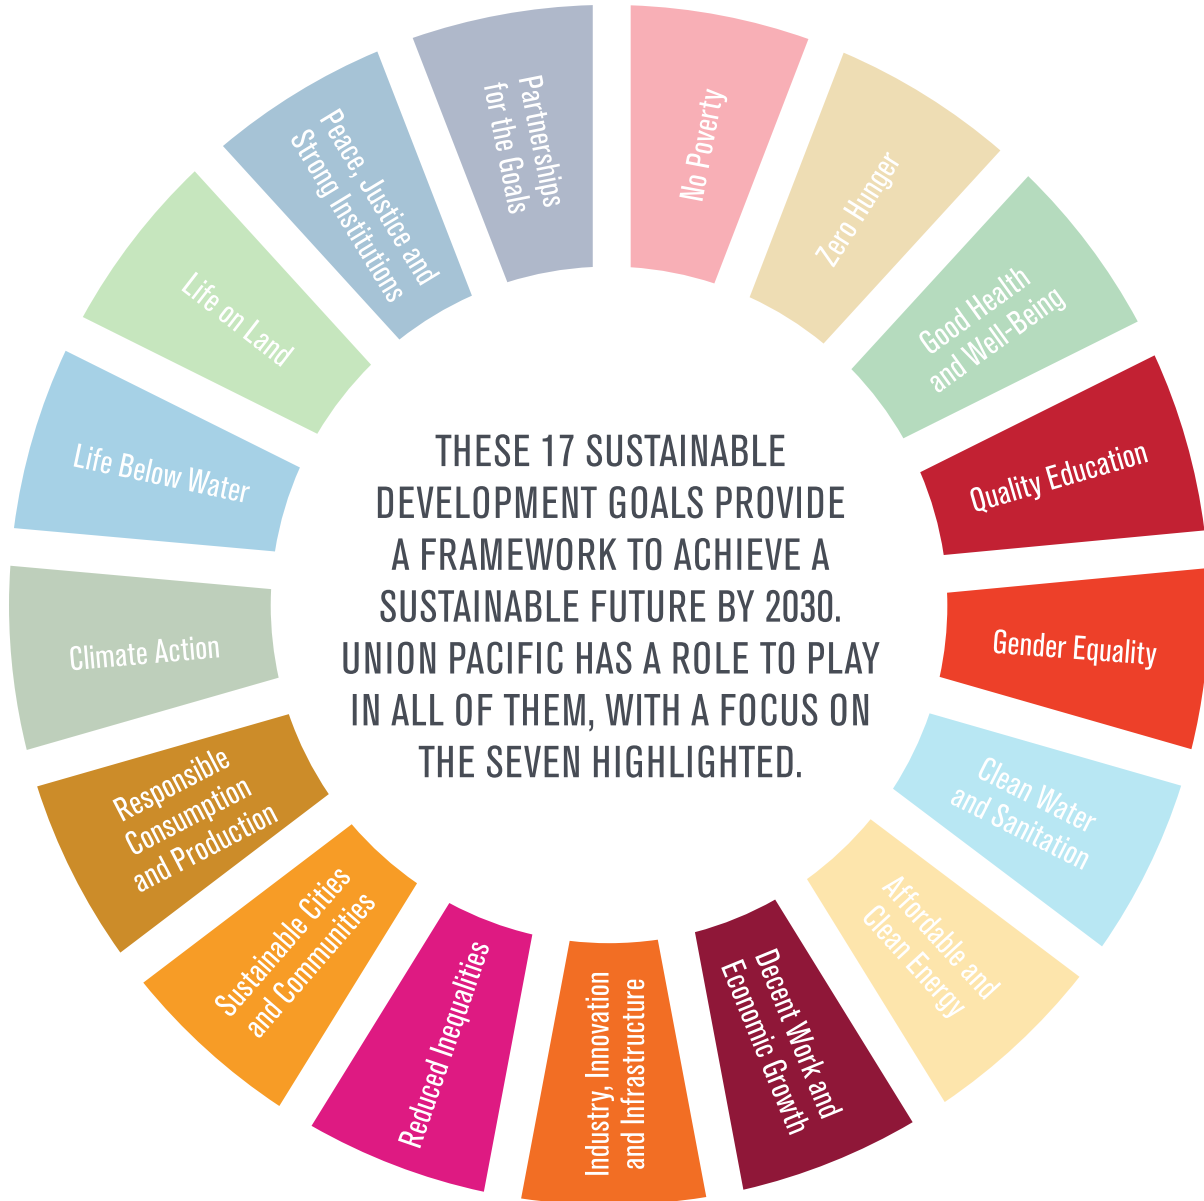 No Poverty
Zero Hunger
Good Health
and Well-Being
Quality Education
Gender Equality
Clean Water
and Sanitation
Affordable and
Clean Energy
Decent Work and
Economic Growth
Industry, Innovation
and Infrastructure
Reduced Inequalities
Sustainable Cities
and Communities
Responsible
Consumption
and Production
Climate Action
Life Below Water
Life on Land
Peace, Justice and
Strong Institutions
Partnerships
for the Goals
THESE 17 SUSTAINABLE
DEVELOPMENT GOALS PROVIDE
A FRAMEWORK TO ACHIEVE A
SUSTAINABLE FUTURE BY 2030.
UNION PACIFIC HAS A ROLE TO PLAY
IN ALL OF THEM, WITH A FOCUS ON
THE SEVEN HIGHLIGHTED.